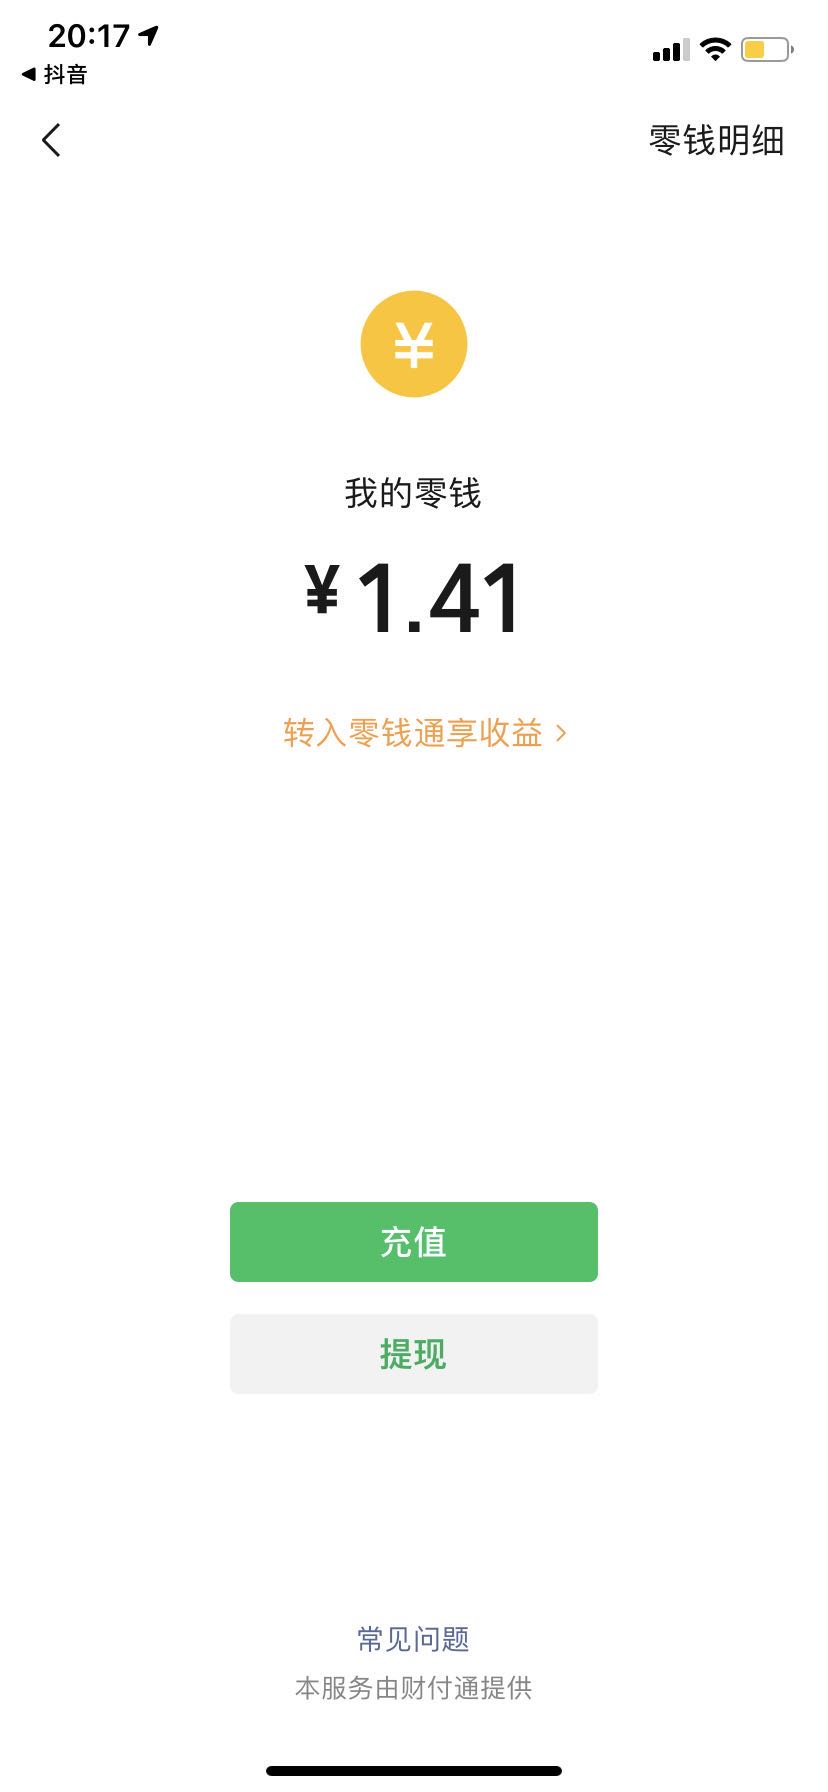 20:17
抖音
零钱明细
¥
我的零钱
¥1.41
转入零钱通享收益
充值
提现
常见问题
本服务由财付通提供